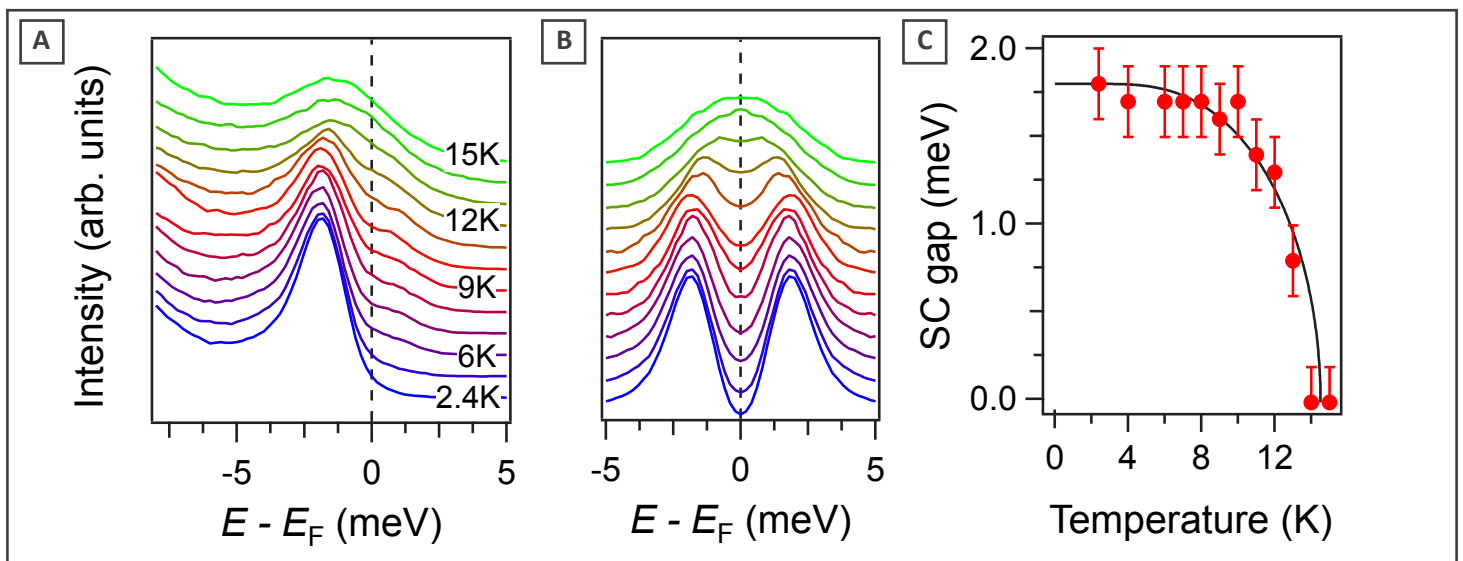 A
Intensity (arb. units)
15K
12K
9K
6K
2.4K
-5
0
5
E - EF (meV)
B
-5
0
5
E - EF (meV)
C
SC gap (meV)
2.0
1.0
0.0
0
4
8
12
Temperature (K)